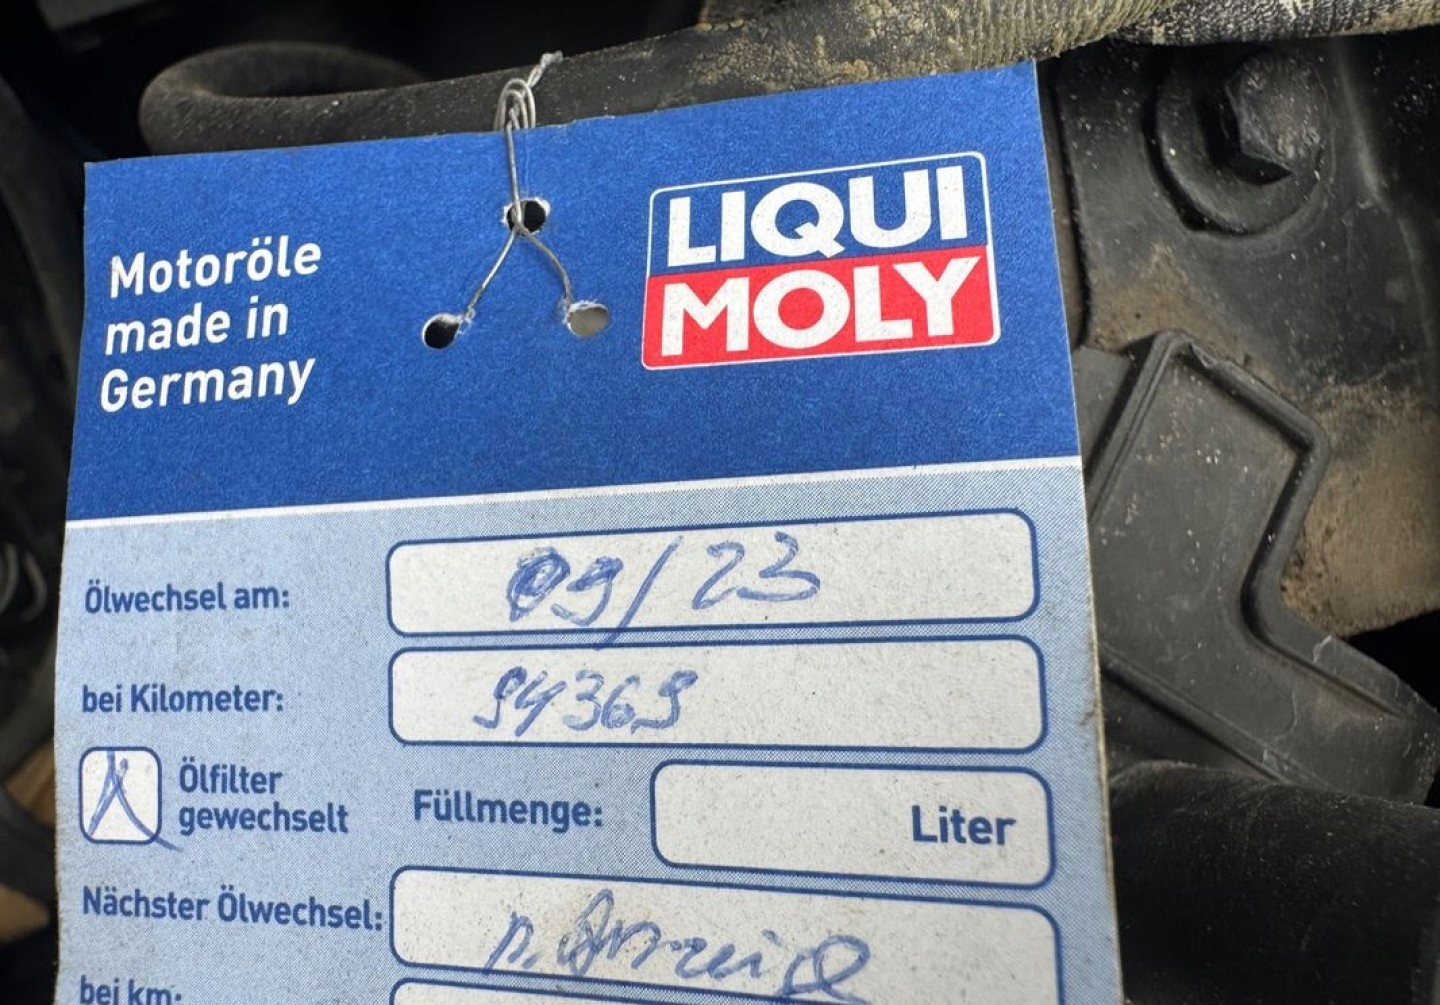 Motoröle
made in
Germany
LIQUI
MOLY
Ölwechsel am: 09/23
bei Kilometer: 94369
Ölfilter
gewechselt
Füllmenge: Liter
Nächster Ölwechsel: n. Anzeige
bei km: